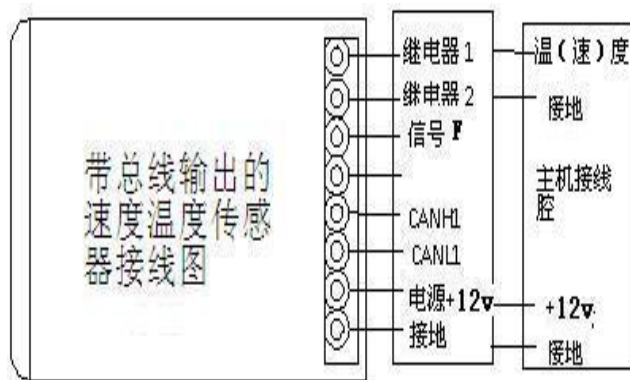 带总线输出的
速度温度传感
器接线图
继电器 1
继电器 2
信号 F
CANH1
CANL1
电源+12v
接地
温(速)度
接地
主机接线
腔
+12v
接地